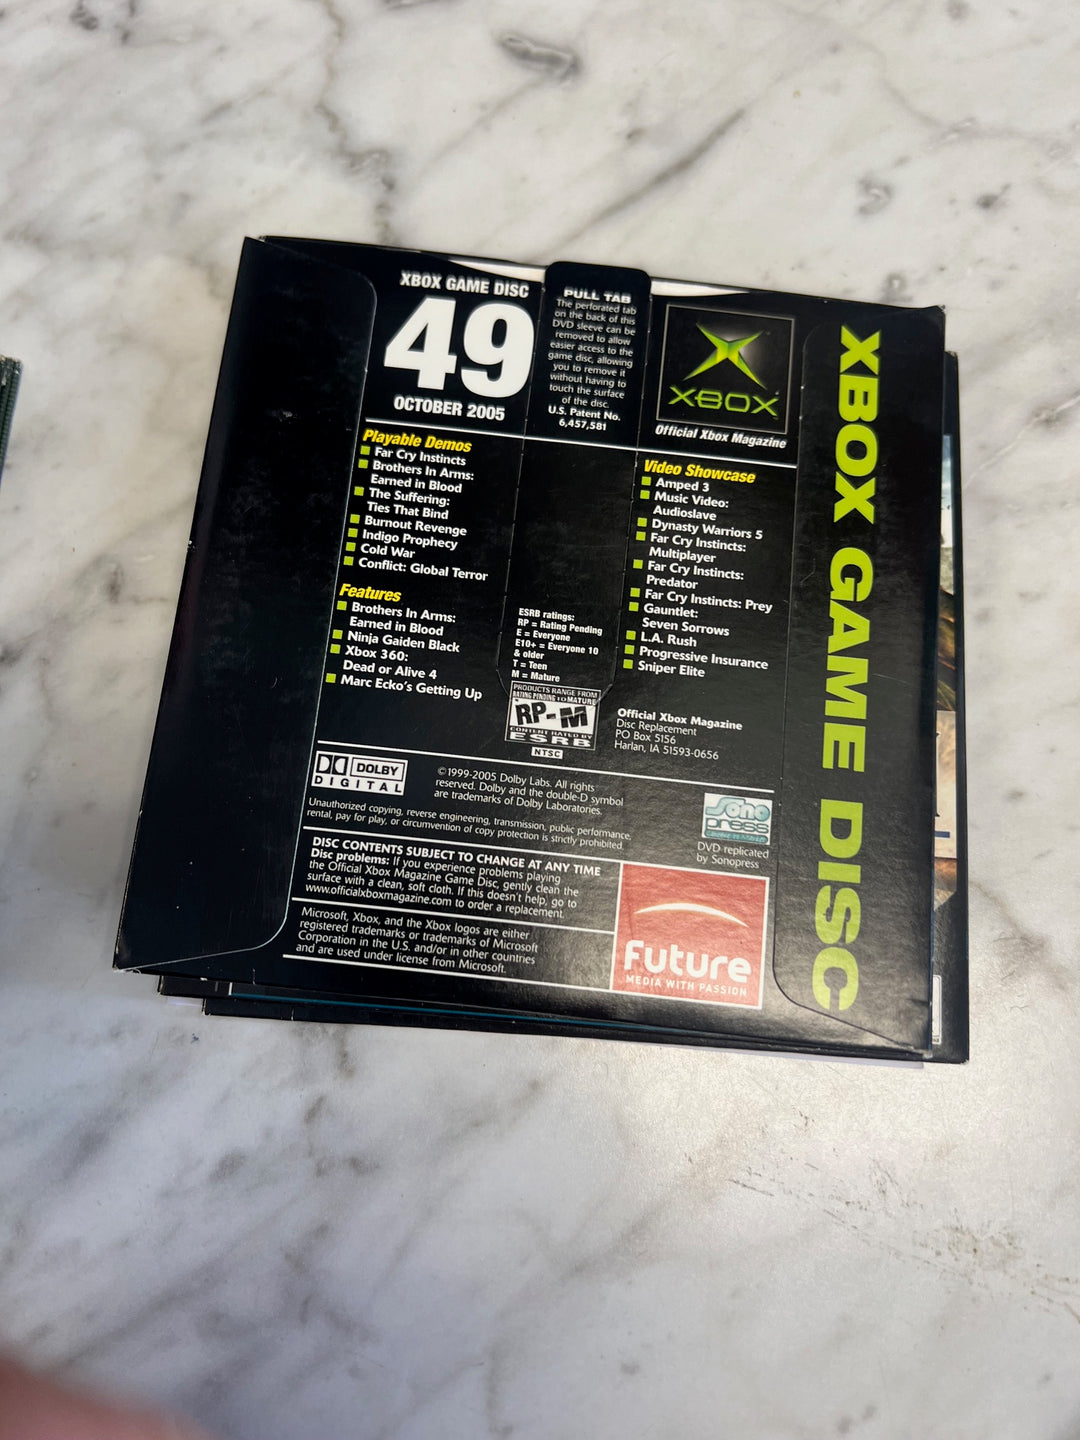 XBOX GAME DISC
49
OCTOBER 2005
PULL TAB
The perforated tab
on the back of this
DVD sleeve can be
removed to allow
easier access to the
game disc, allowing
you to remove it
without having to
touch the surface
of the disc.
U.S. Patent No.
6,457,581
XBOX
Official Xbox Magazine
Playable Demos
Far Cry Instincts
Brothers In Arms:
Earned in Blood
The Suffering:
Ties That Bind
Burnout Revenge
Indigo Prophecy
Cold War
Conflict: Global Terror
Features
Brothers In Arms:
Earned in Blood
Ninja Gaiden Black
Xbox 360:
Dead or Alive 4
Marc Ecko's Getting Up
ESRB ratings:
RP = Rating Pending
E = Everyone
E10+ = Everyone 10
& older
T = Teen
M = Mature
PRODUCTS RANGE FROM
RATING PENDING TO MATURE
RP-M
CONTENT RATED BY
ESRB
NTSC
Video Showcase
Amped 3
Music Video:
Audioslave
Dynasty Warriors 5
Far Cry Instincts:
Multiplayer
Far Cry Instincts:
Predator
Far Cry Instincts: Prey
Gauntlet:
Seven Sorrows
L.A. Rush
Progressive Insurance
Sniper Elite
Official Xbox Magazine
Disc Replacement
PO Box 5156
Harlan, IA 51593-0656
DOLBY
DIGITAL
©1999-2005 Dolby Labs. All rights
reserved. Dolby and the double-D symbol
are trademarks of Dolby Laboratories.
Unauthorized copying, reverse engineering, transmission, public performance,
rental, pay for play, or circumvention of copy protection is strictly prohibited.
Sono
press
DVD replicated
by Sonopress
DISC CONTENTS SUBJECT TO CHANGE AT ANY TIME
Disc problems: If you experience problems playing
the Official Xbox Magazine Game Disc, gently clean the
surface with a clean, soft cloth. If this doesn't help, go to
www.officialxboxmagazine.com to order a replacement.
Microsoft, Xbox, and the Xbox logos are either
registered trademarks or trademarks of Microsoft
Corporation in the U.S. and/or in other countries
and are used under license from Microsoft.
Future
MEDIA WITH PASSION
XBOX GAME DISC